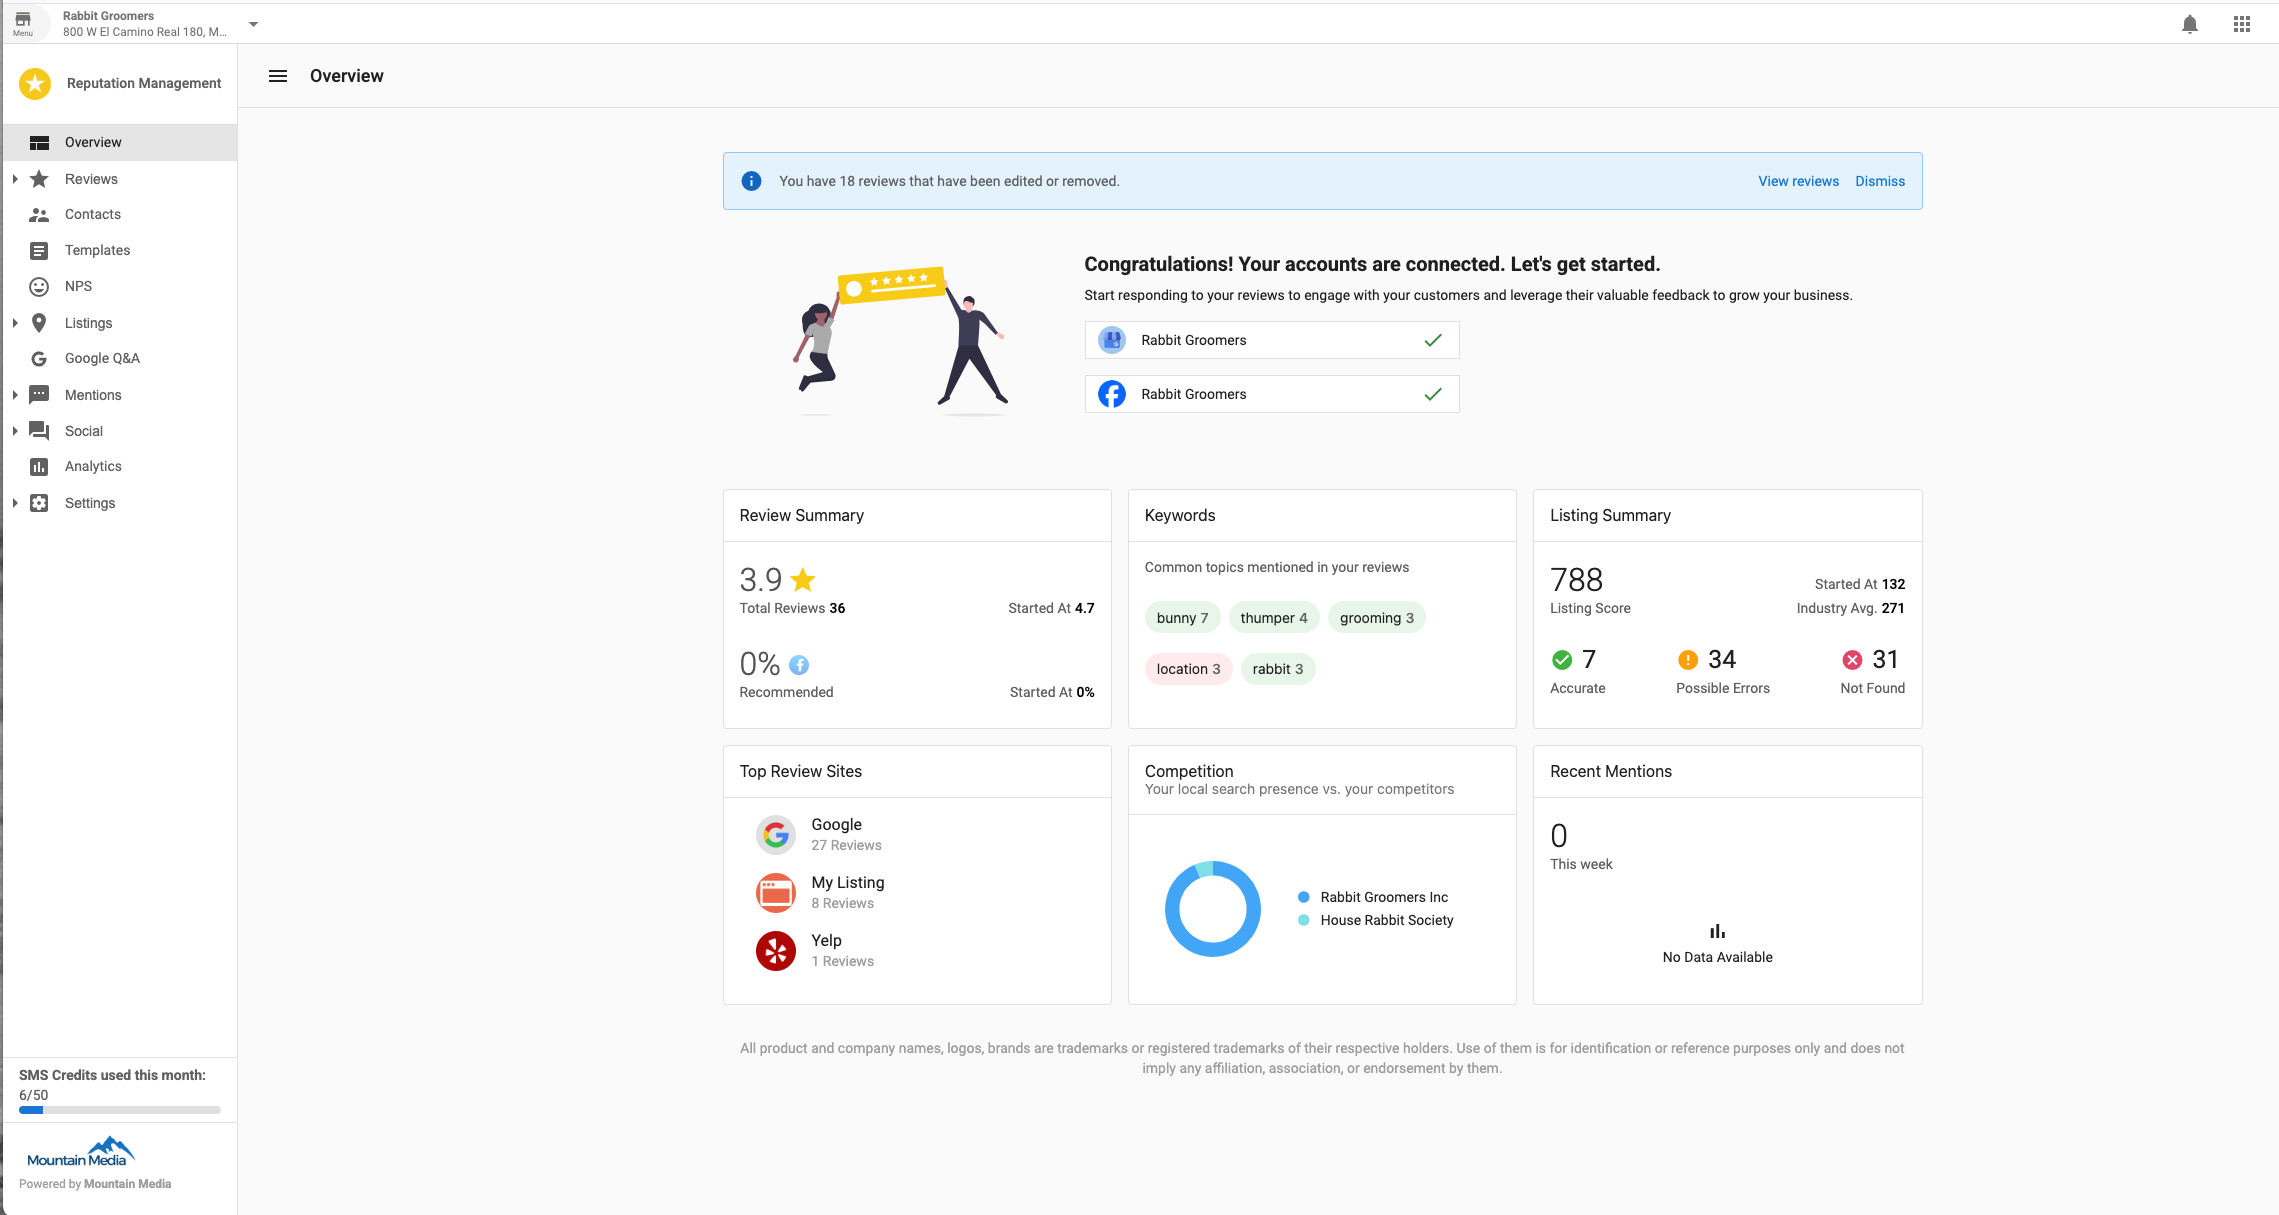 Menu
Rabbit Groomers
800 W El Camino Real 180, M...
Reputation Management
Overview
Reviews
Contacts
Templates
NPS
Listings
Google Q&A
Mentions
Social
Analytics
Settings
SMS Credits used this month:
6/50
Mountain Media
Powered by Mountain Media
Overview
You have 18 reviews that have been edited or removed.
View reviews
Dismiss
Congratulations! Your accounts are connected. Let's get started.
Start responding to your reviews to engage with your customers and leverage their valuable feedback to grow your business.
Rabbit Groomers
Rabbit Groomers
Review Summary
3.9
Total Reviews 36
Started At 4.7
0%
Recommended
Started At 0%
Keywords
Common topics mentioned in your reviews
bunny 7
thumper 4
grooming 3
location 3
rabbit 3
Listing Summary
788
Listing Score
Started At 132
Industry Avg. 271
7
Accurate
34
Possible Errors
31
Not Found
Top Review Sites
Google
27 Reviews
My Listing
8 Reviews
Yelp
1 Reviews
Competition
Your local search presence vs. your competitors
Rabbit Groomers Inc
House Rabbit Society
Recent Mentions
0
This week
No Data Available
All product and company names, logos, brands are trademarks or registered trademarks of their respective holders. Use of them is for identification or reference purposes only and does not
imply any affiliation, association, or endorsement by them.